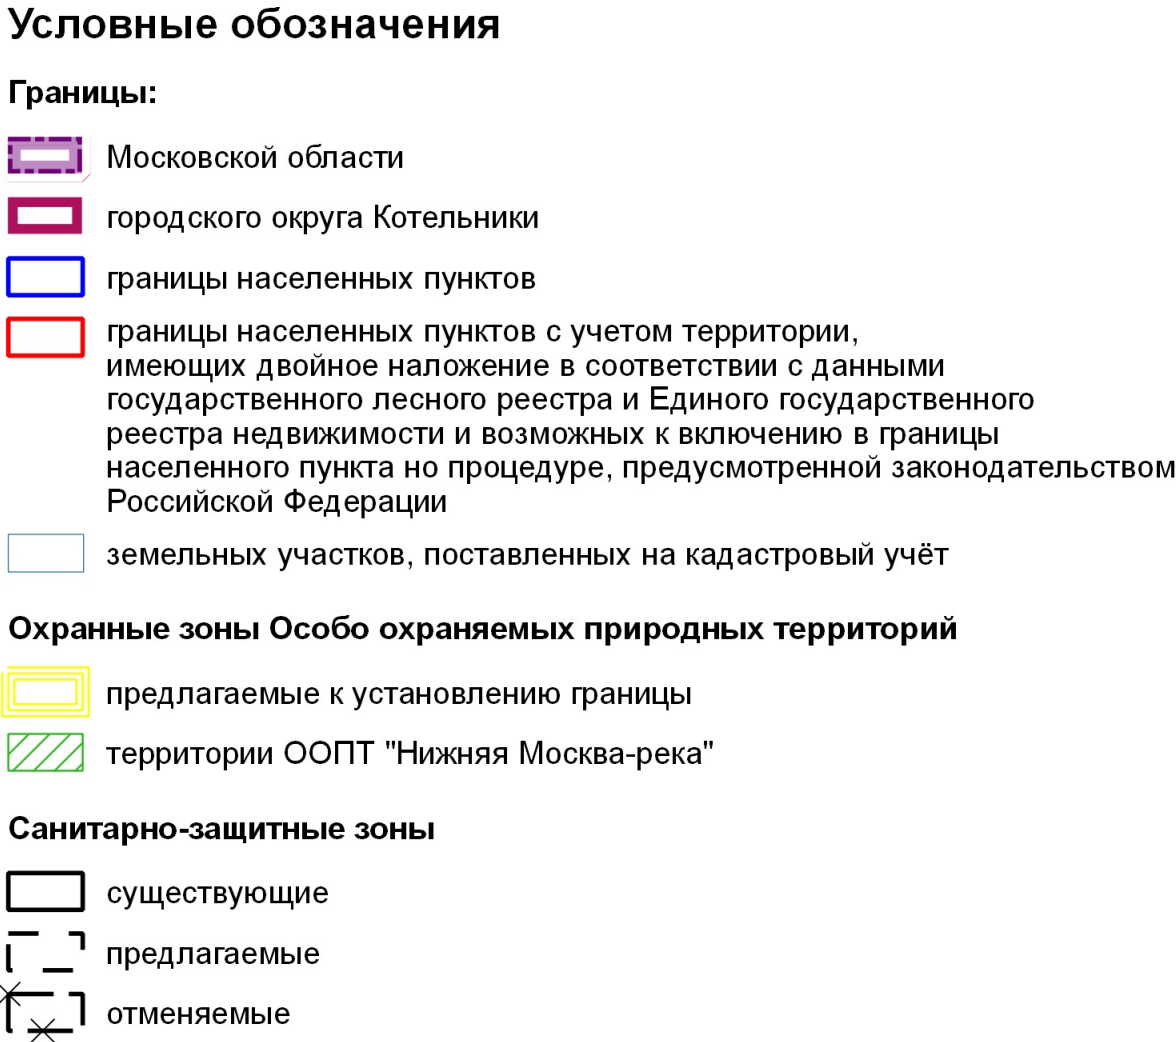 Условные обозначения
Границы:
Московской области
городского округа Котельники
границы населенных пунктов
границы населенных пунктов с учетом территории,
имеющих двойное наложение в соответствии с данными
государственного лесного реестра и Единого государственного
реестра недвижимости и возможных к включению в границы
населенного пункта но процедуре, предусмотренной законодательством
Российской Федерации
земельных участков, поставленных на кадастровый учёт
Охранные зоны Особо охраняемых природных территорий
предлагаемые к установлению границы
территории ООПТ "Нижняя Москва-река"
Санитарно-защитные зоны
существующие
предлагаемые
отменяемые